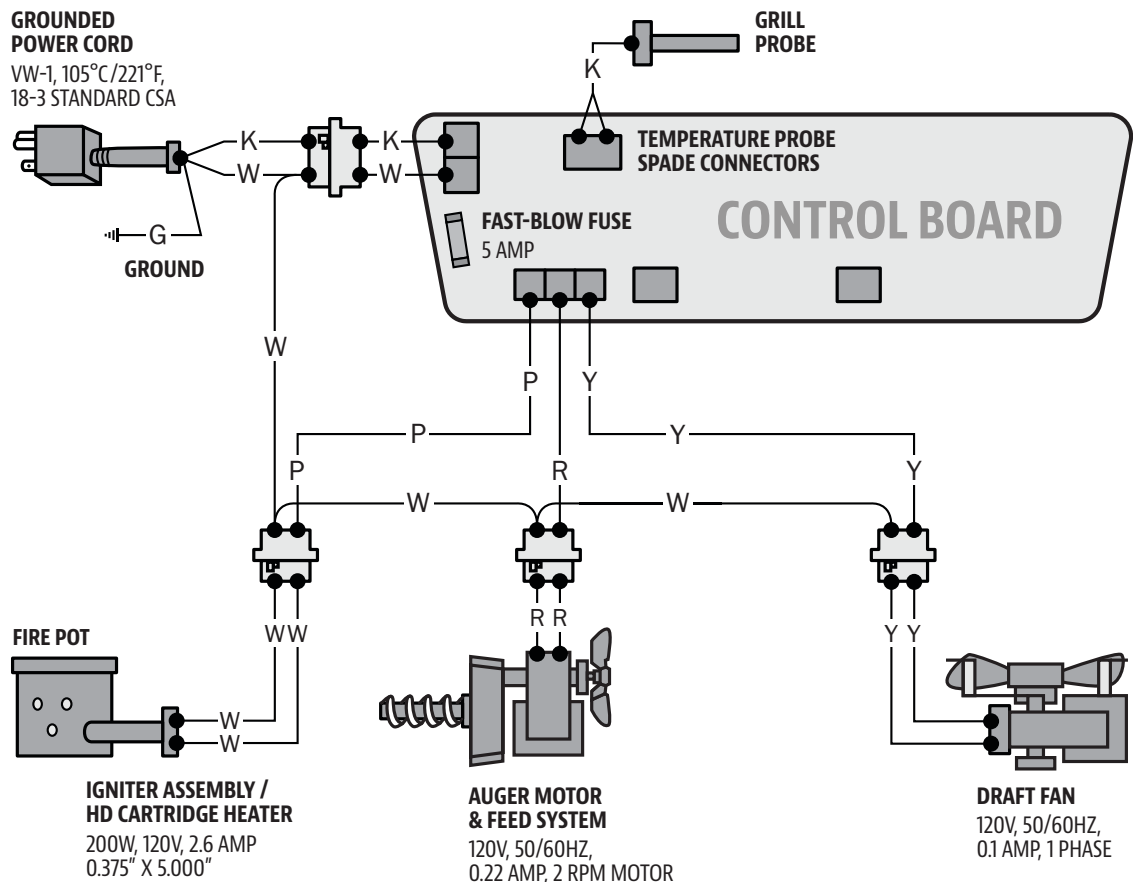 GROUNDED
POWER CORD
VW-1, 105°C/221°F,
18-3 STANDARD CSA
GRILL
PROBE
K
K
K
W
W
TEMPERATURE PROBE
SPADE CONNECTORS
CONTROL BOARD
FAST-BLOW FUSE
5 AMP
G
GROUND
W
P
Y
P
Y
P
R
Y
W
W
WW
R R
Y Y
FIRE POT
W
W
IGNITER ASSEMBLY /
HD CARTRIDGE HEATER
200W, 120V, 2.6 AMP
0.375" X 5.000"
AUGER MOTOR
& FEED SYSTEM
120V, 50/60HZ,
0.22 AMP, 2 RPM MOTOR
DRAFT FAN
120V, 50/60HZ,
0.1 AMP, 1 PHASE